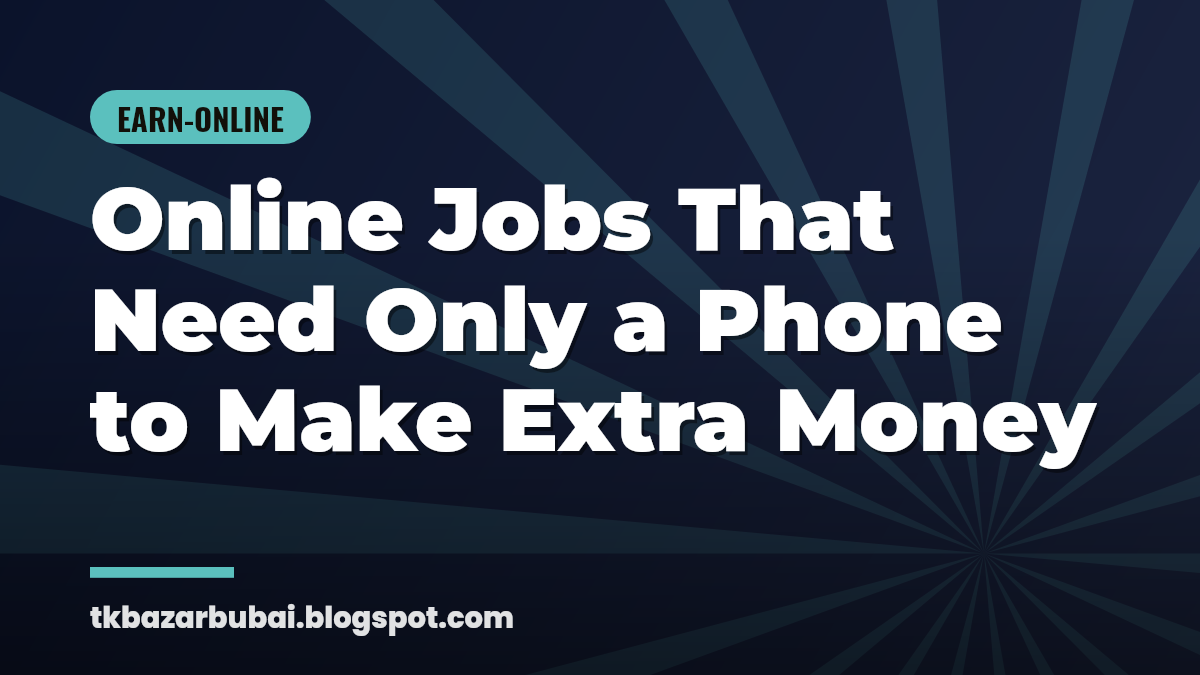 EARN-ONLINE
Online Jobs That
Need Only a Phone
to Make Extra Money
tkbazarbubai.blogspot.com